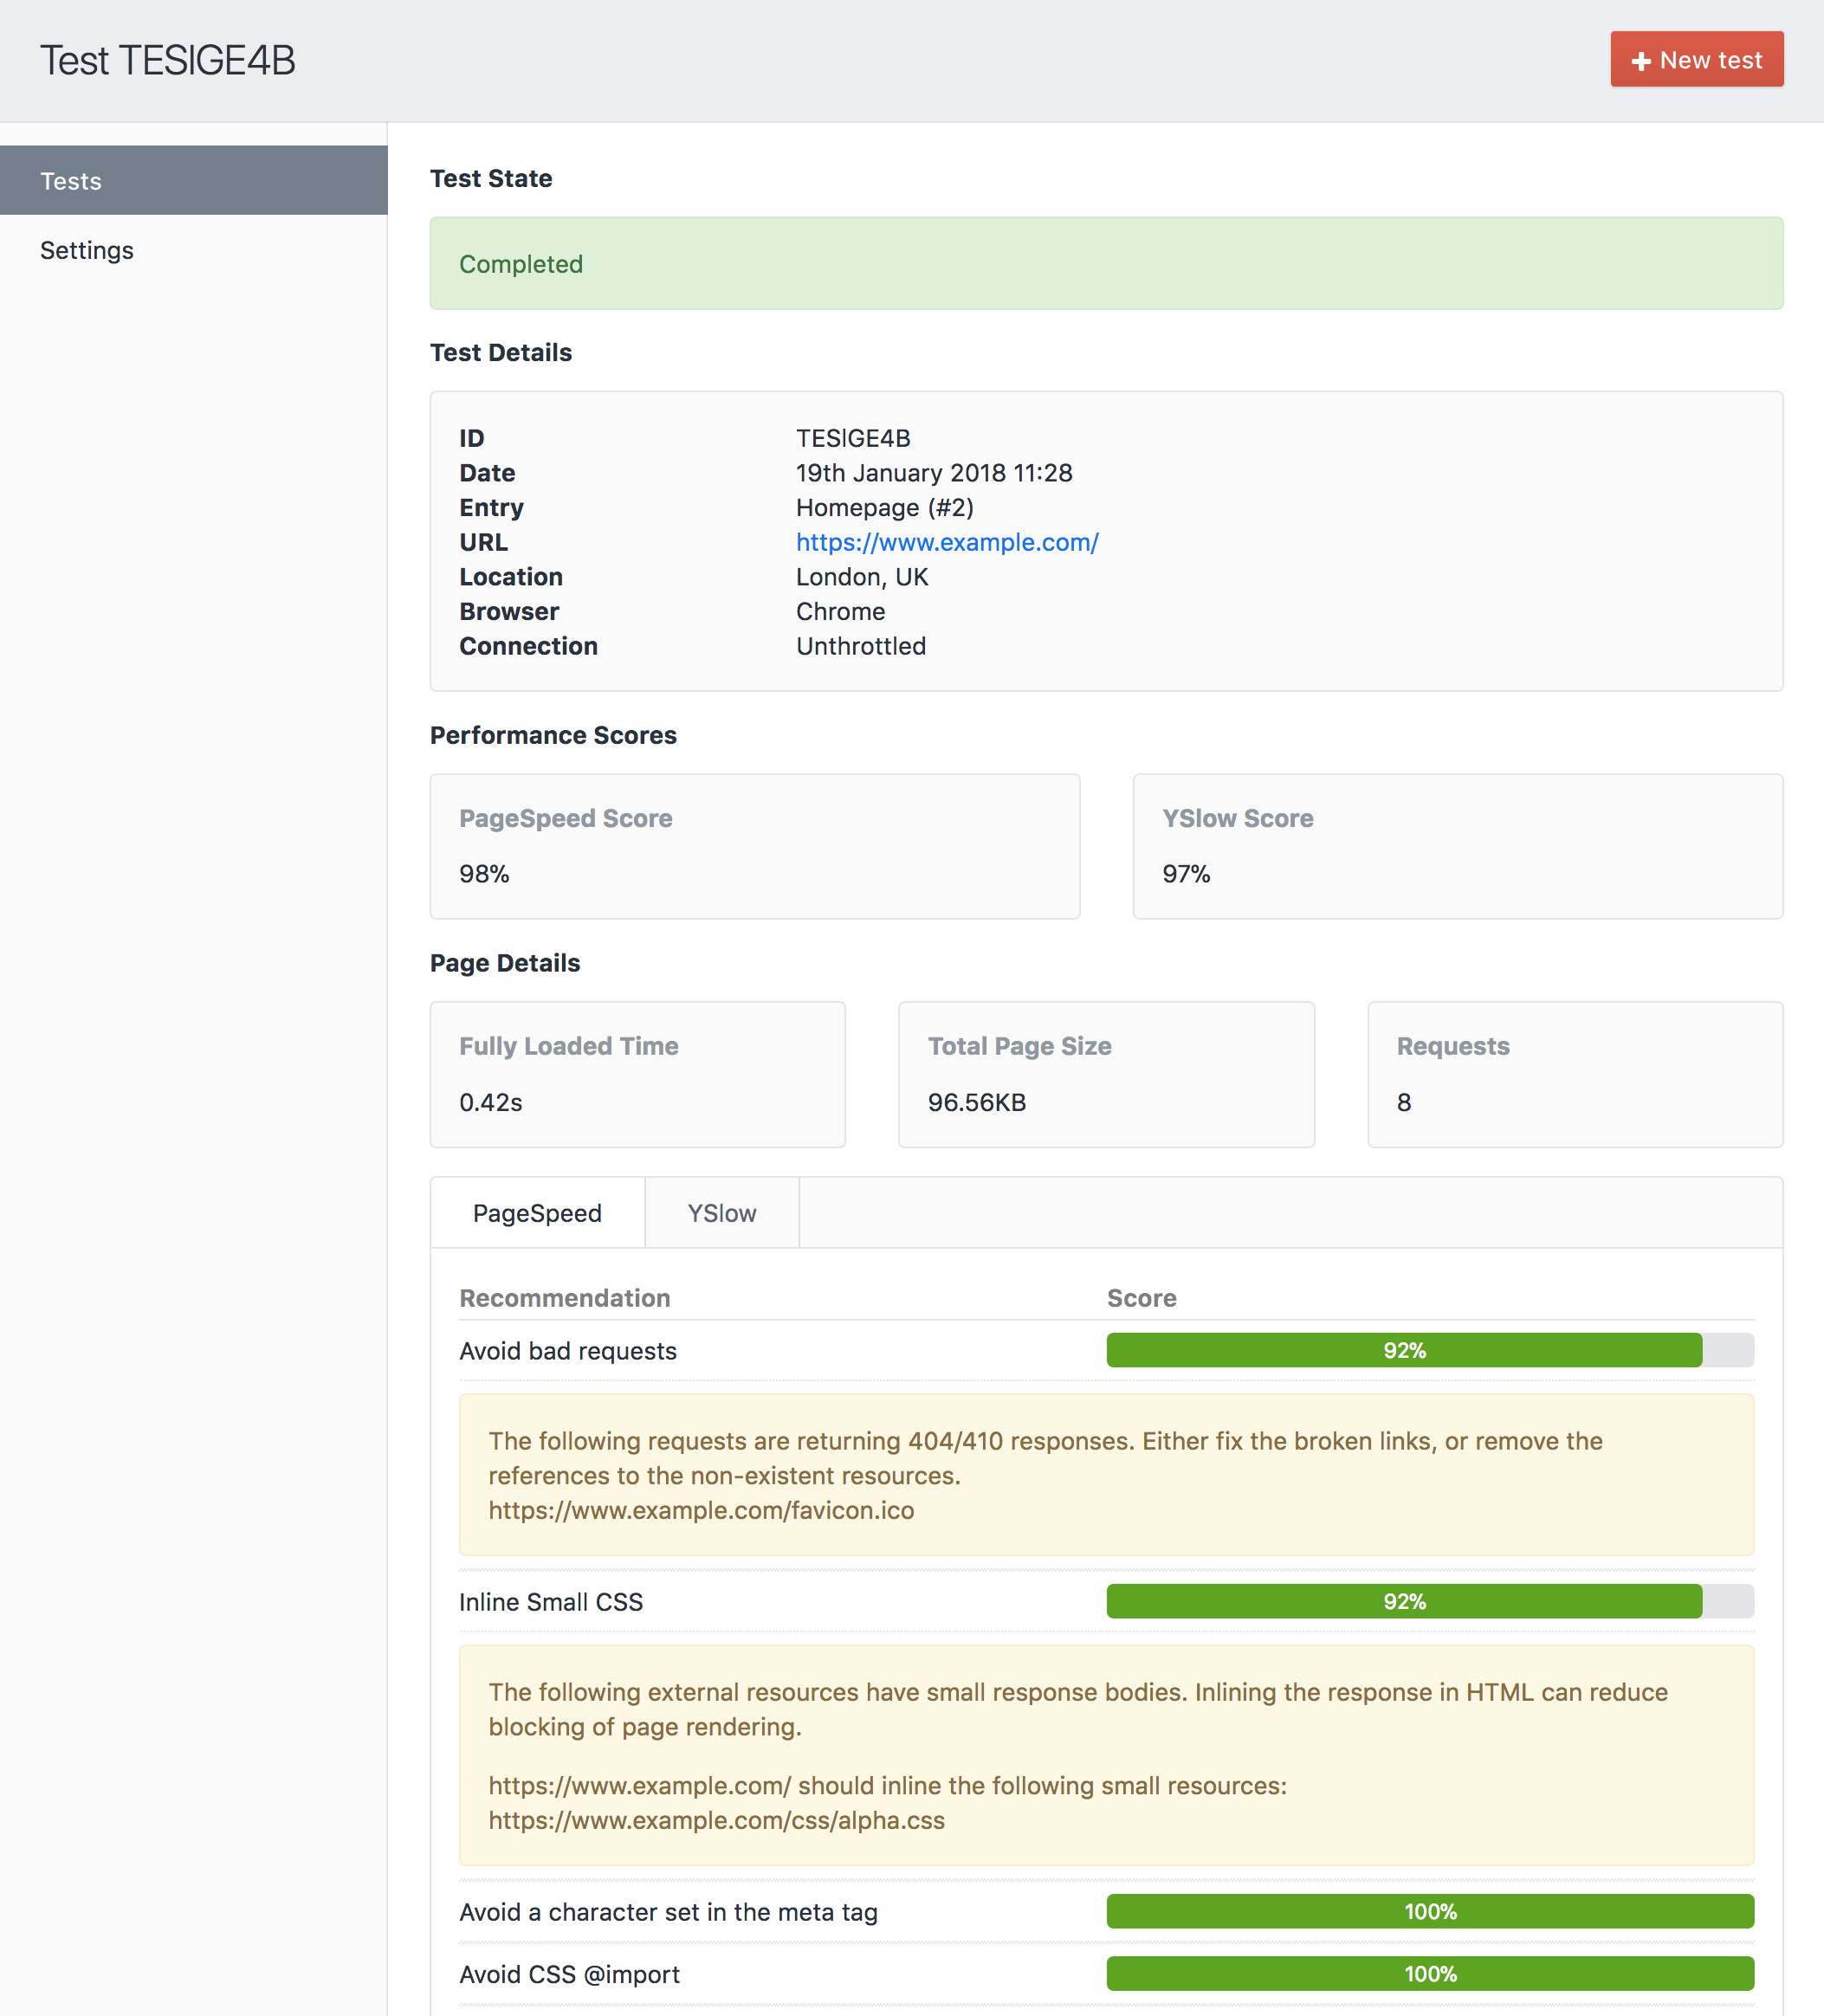 Test TESlGE4B
New test
Tests
Settings
Test State
Completed
Test Details
ID TESlGE4B
Date 19th January 2018 11:28
Entry Homepage (#2)
URL https://www.example.com/
Location London, UK
Browser Chrome
Connection Unthrottled
Performance Scores
PageSpeed Score
98%
YSlow Score
97%
Page Details
Fully Loaded Time
0.42s
Total Page Size
96.56KB
Requests
8
PageSpeed YSlow
Recommendation Score
Avoid bad requests 92%
The following requests are returning 404/410 responses. Either fix the broken links, or remove the
references to the non-existent resources.
https://www.example.com/favicon.ico
Inline Small CSS 92%
The following external resources have small response bodies. Inlining the response in HTML can reduce
blocking of page rendering.
https://www.example.com/ should inline the following small resources:
https://www.example.com/css/alpha.css
Avoid a character set in the meta tag 100%
Avoid CSS @import 100%